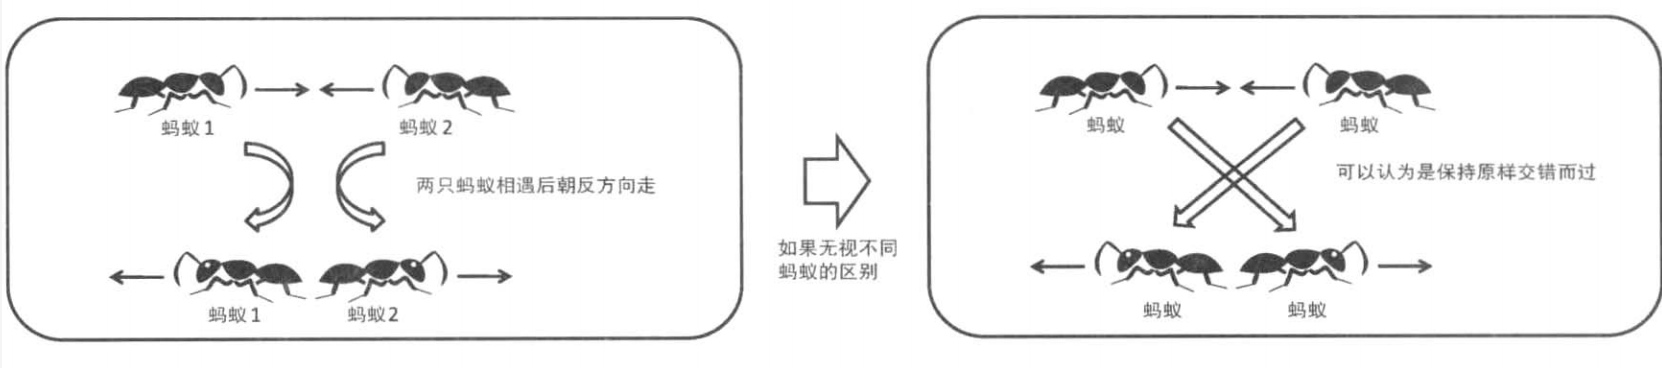 蚂蚁1
蚂蚁2
两只蚂蚁相遇后朝反方向走
蚂蚁1
蚂蚁2
如果无视不同
蚂蚁的区别
蚂蚁
蚂蚁
可以认为是保持原样交错而过
蚂蚁
蚂蚁